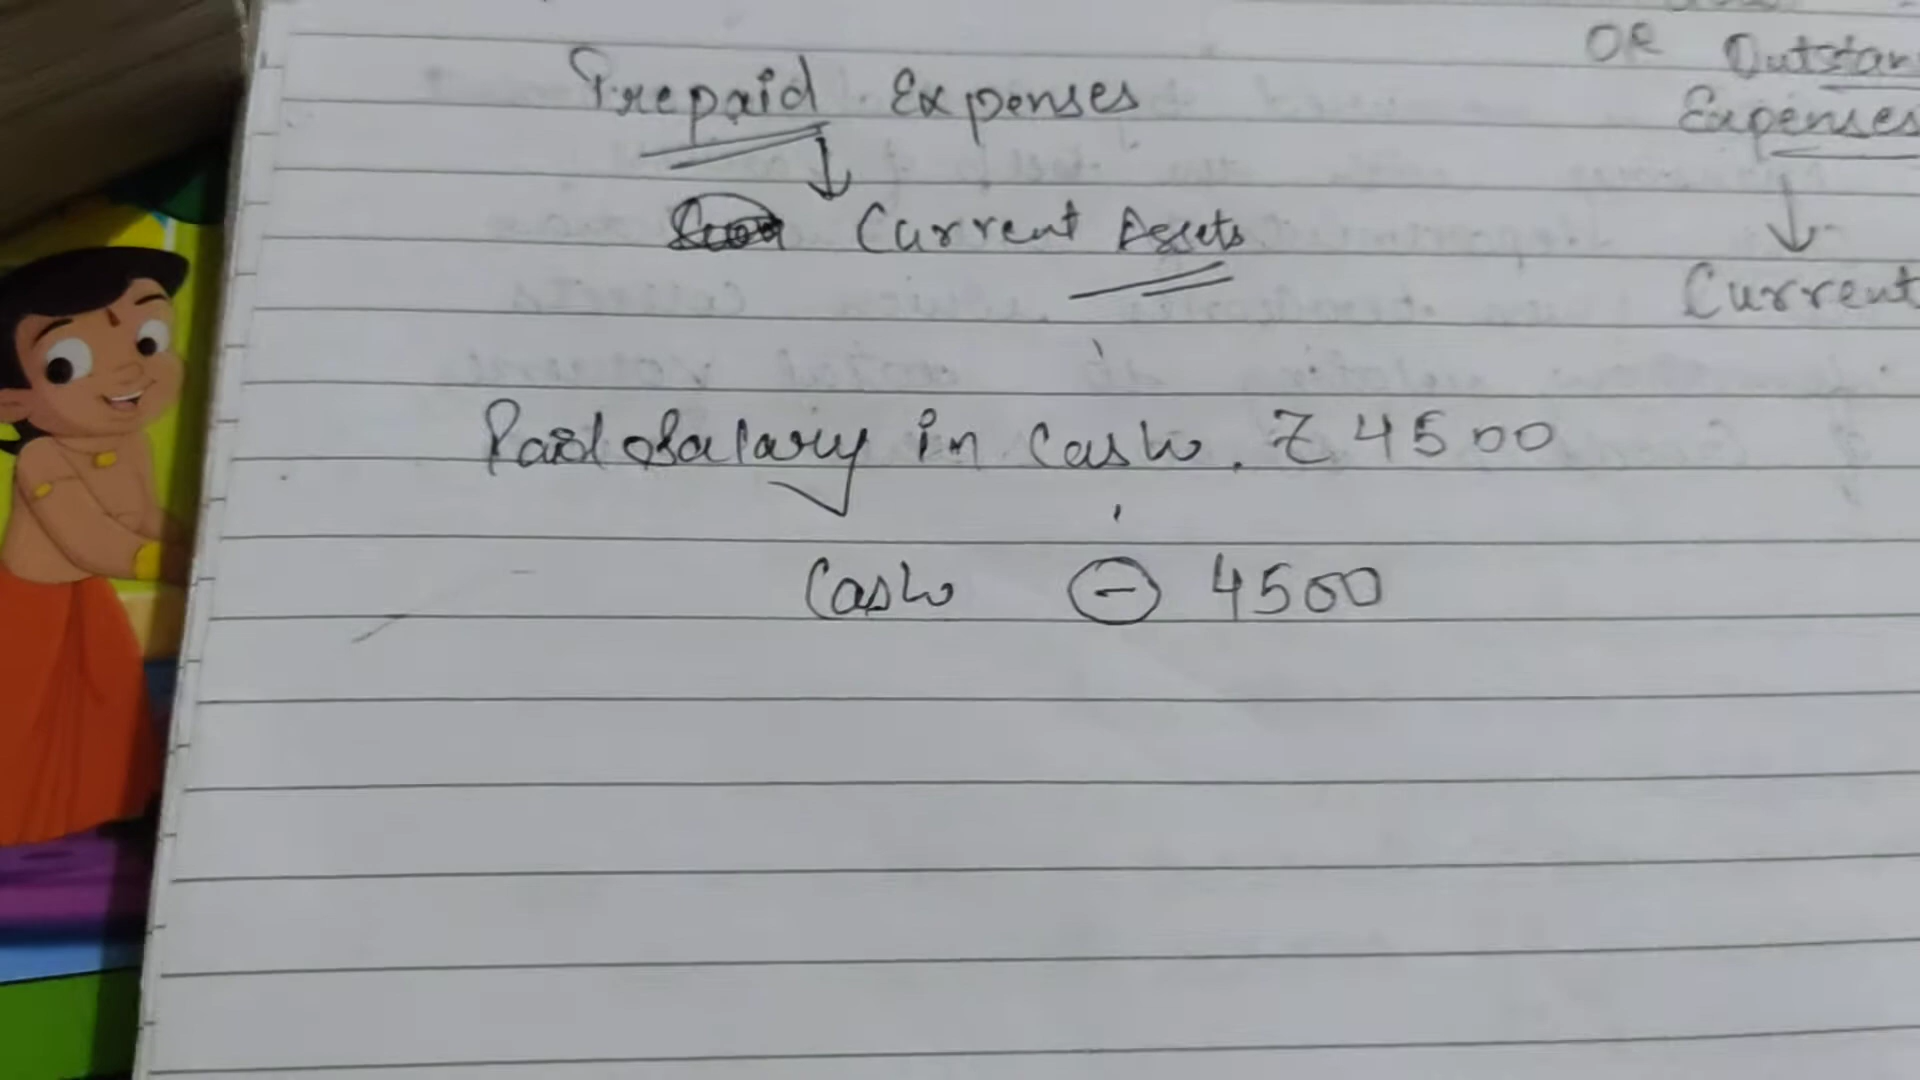 Prepaid Expenses
Current Assets
OR Outstan
Expenses
Current
Paid Salary in Cash. ₹ 4500
Cash - 4500